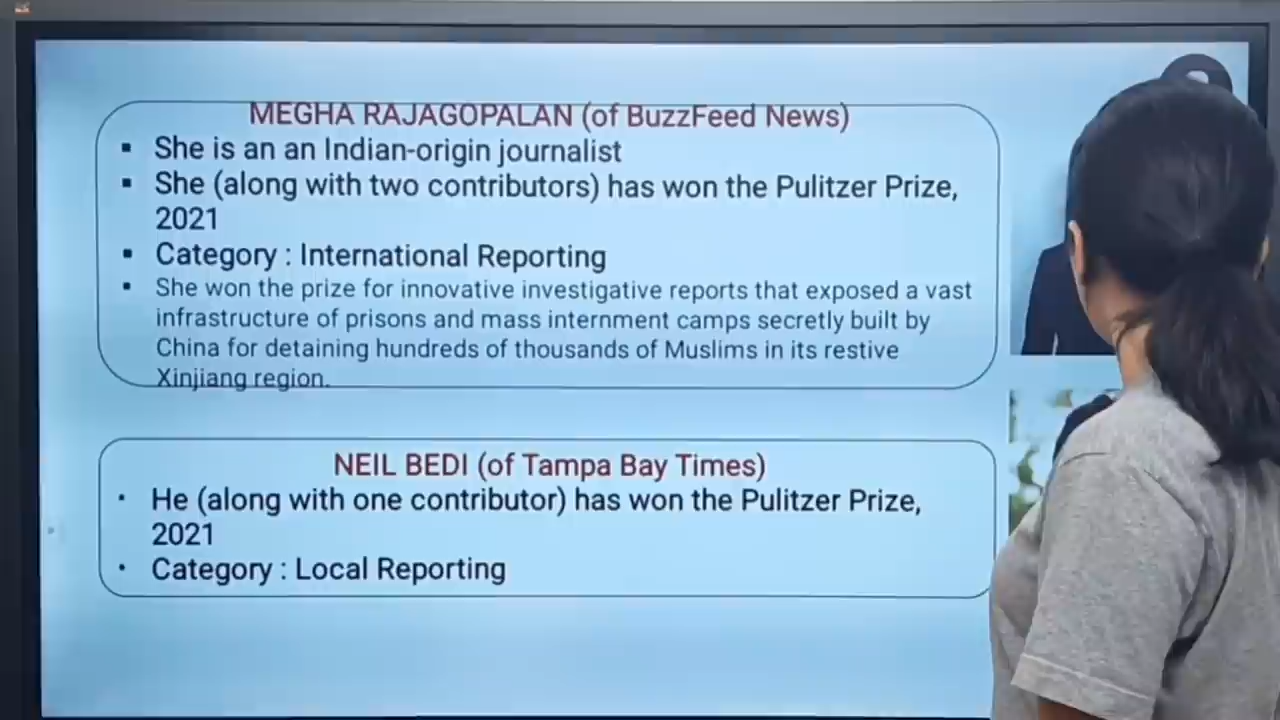 MEGHA RAJAGOPALAN (of BuzzFeed News)
▪ She is an an Indian-origin journalist
▪ She (along with two contributors) has won the Pulitzer Prize,
2021
▪ Category : International Reporting
▪ She won the prize for innovative investigative reports that exposed a vast
infrastructure of prisons and mass internment camps secretly built by
China for detaining hundreds of thousands of Muslims in its restive
Xinjiang region.
NEIL BEDI (of Tampa Bay Times)
• He (along with one contributor) has won the Pulitzer Prize,
2021
• Category : Local Reporting